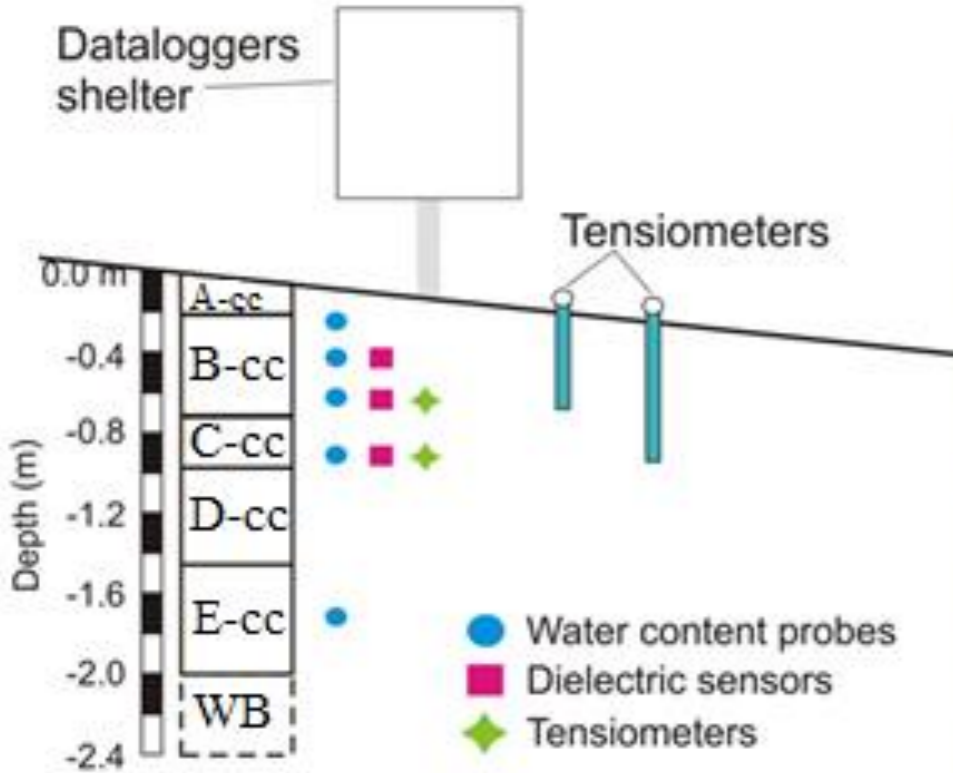 Dataloggers
shelter
Tensiometers
0.0 m
-0.4
-0.8
-1.2
-1.6
-2.0
-2.4
Depth (m)
A-cc
B-cc
C-cc
D-cc
E-cc
WB
Water content probes
Dielectric sensors
Tensiometers